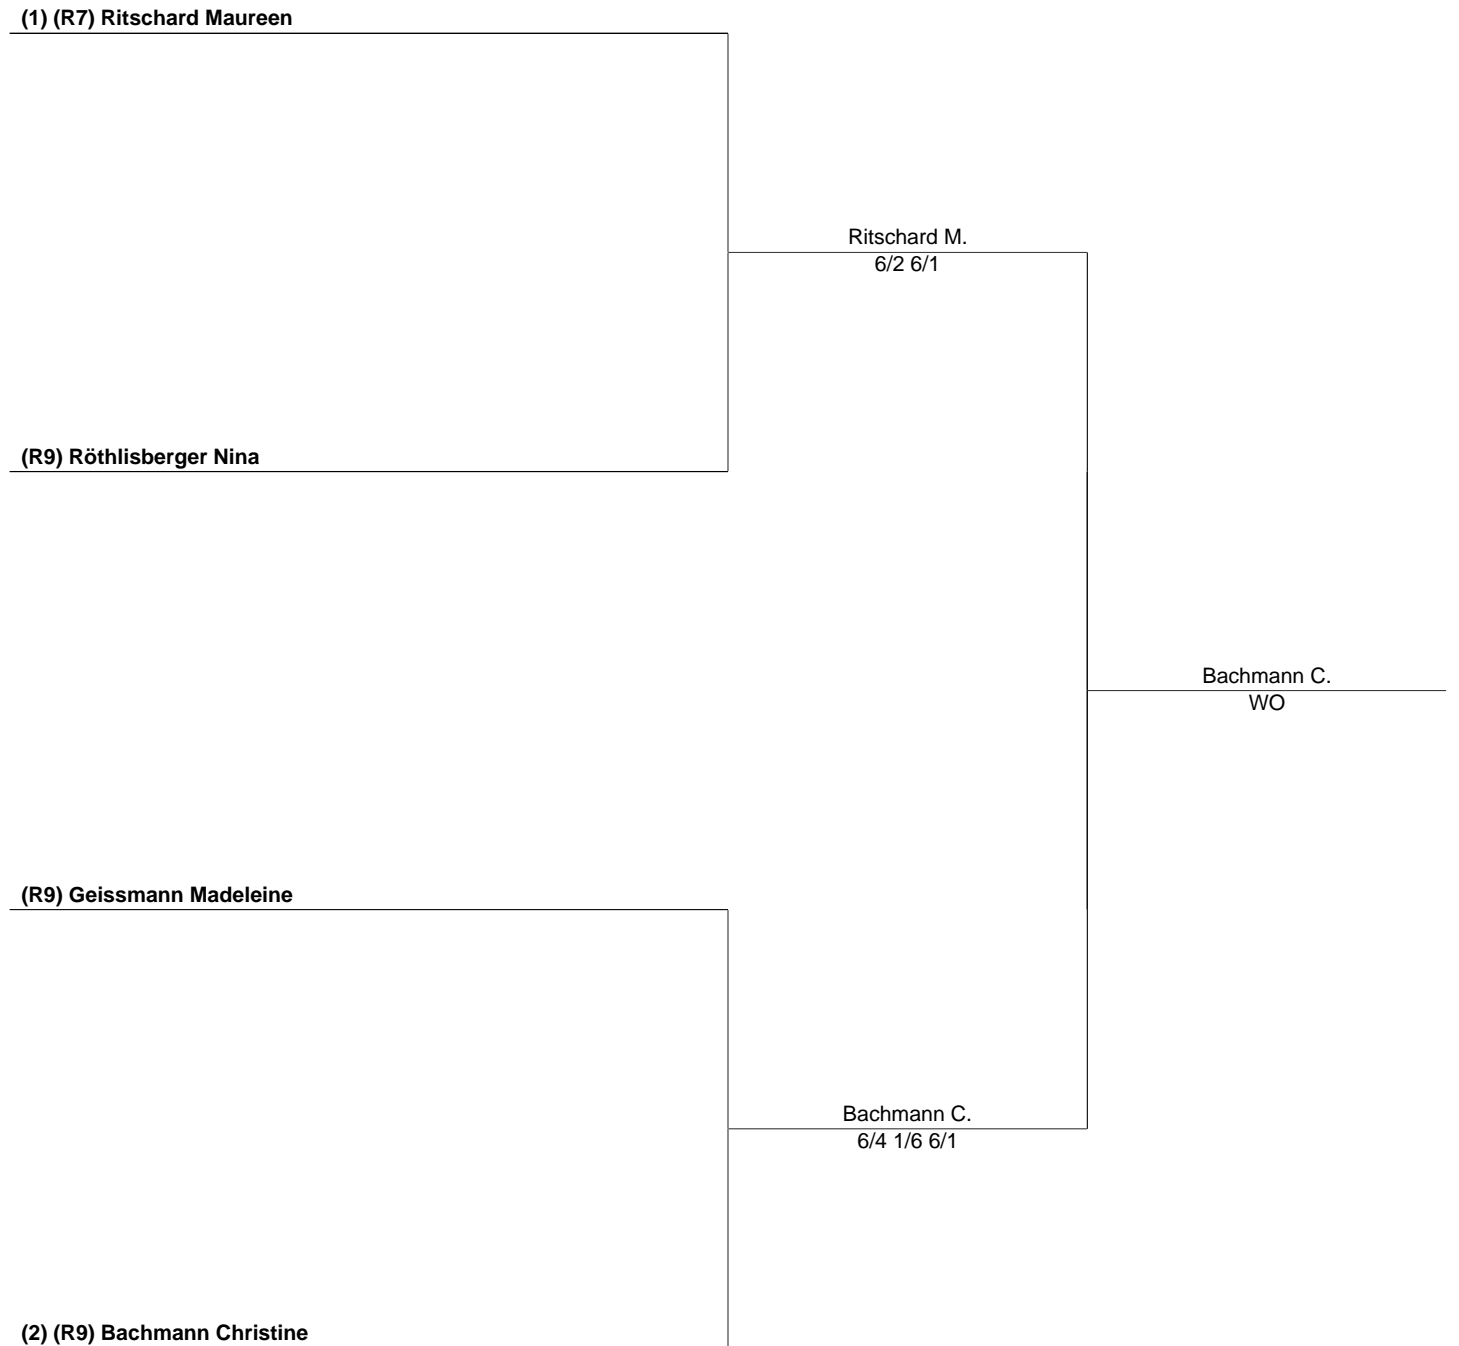 (1) (R7) Ritschard Maureen
Ritschard M.
6/2 6/1
(R9) Röthlisberger Nina
Bachmann C.
WO
(R9) Geissmann Madeleine
Bachmann C.
6/4 1/6 6/1
(2) (R9) Bachmann Christine